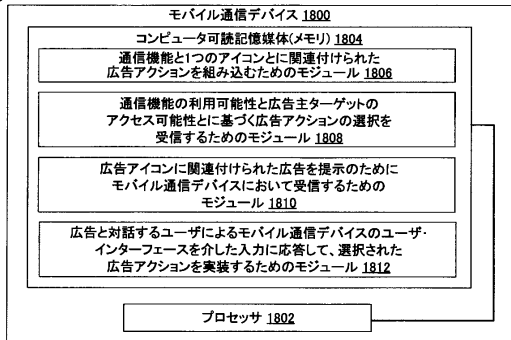 モバイル通信デバイス 1800
コンピュータ可読記憶媒体(メモリ) 1804
通信機能と1つのアイコンとに関連付けられた
広告アクションを組み込むためのモジュール 1806
通信機能の利用可能性と広告主ターゲットの
アクセス可能性とに基づく広告アクションの選択を
受信するためのモジュール 1808
広告アイコンに関連付けられた広告を提示のために
モバイル通信デバイスにおいて受信するための
モジュール 1810
広告と対話するユーザによるモバイル通信デバイスのユーザ・
インターフェースを介した入力に応答して、選択された
広告アクションを実装するためのモジュール 1812
プロセッサ 1802